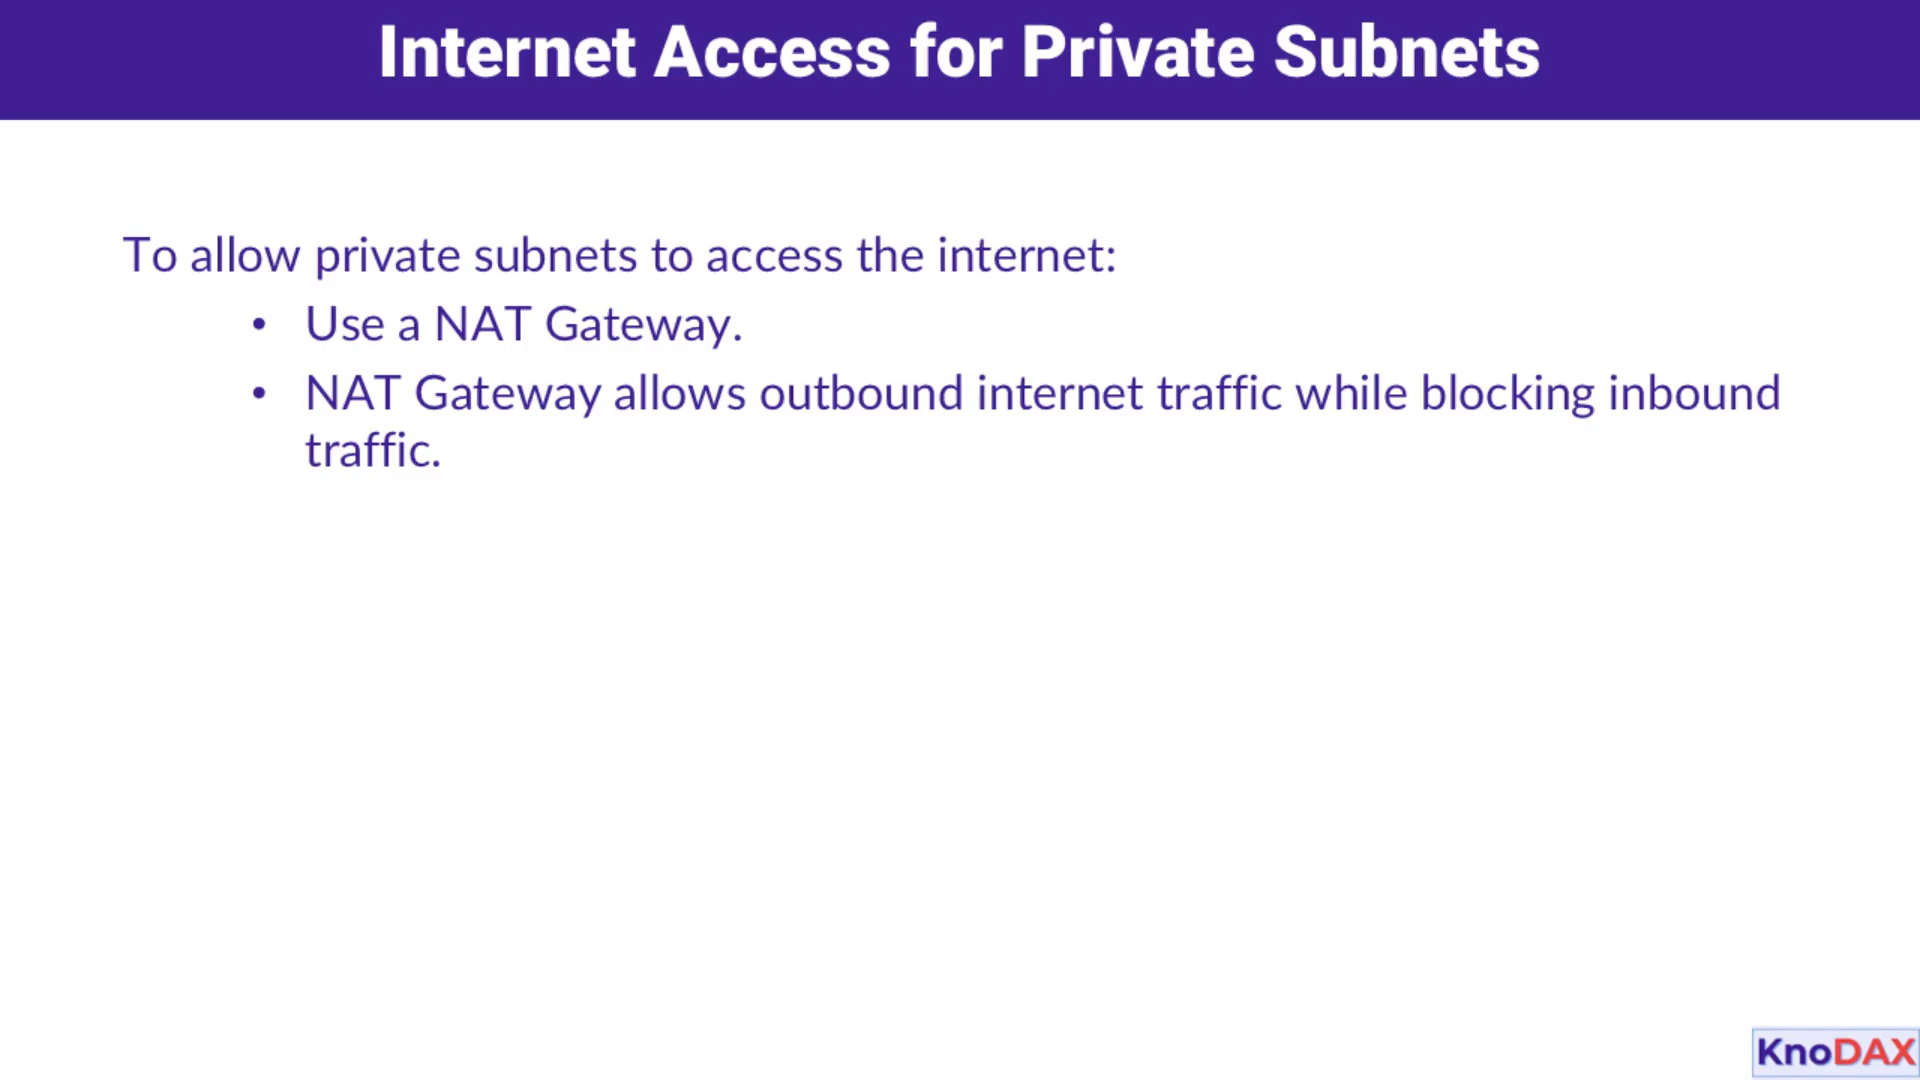 Internet Access for Private Subnets
To allow private subnets to access the internet:
• Use a NAT Gateway.
• NAT Gateway allows outbound internet traffic while blocking inbound
traffic.
KnoDAX